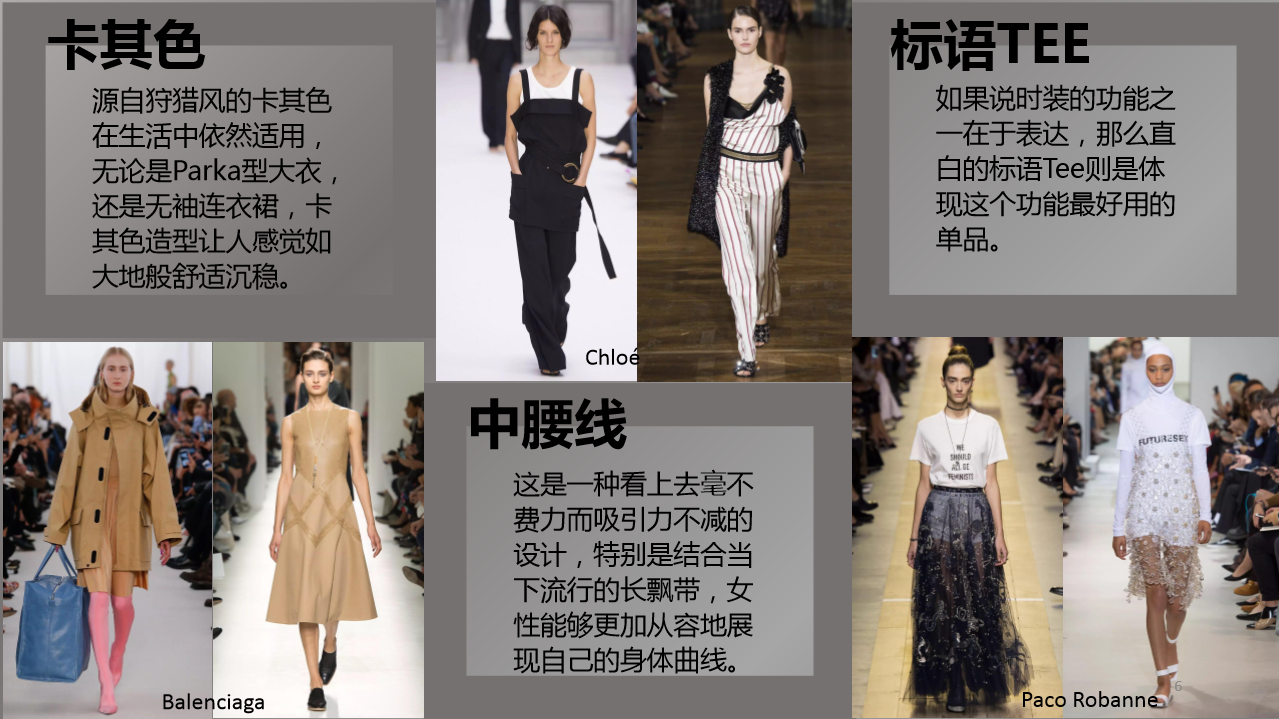 卡其色
源自狩猎风的卡其色
在生活中依然适用，
无论是Parka型大衣，
还是无袖连衣裙，卡
其色造型让人感觉如
大地般舒适沉稳。
Chloé
标语TEE
如果说时装的功能之
一在于表达，那么直
白的标语Tee则是体
现这个功能最好用的
单品。
Balenciaga
中腰线
这是一种看上去毫不
费力而吸引力不减的
设计，特别是结合当
下流行的长飘带，女
性能够更加从容地展
现自己的身体曲线。
WE
SHOULD
ALL BE
FEMINISTS
FUTURESEX
Paco Robanne
6